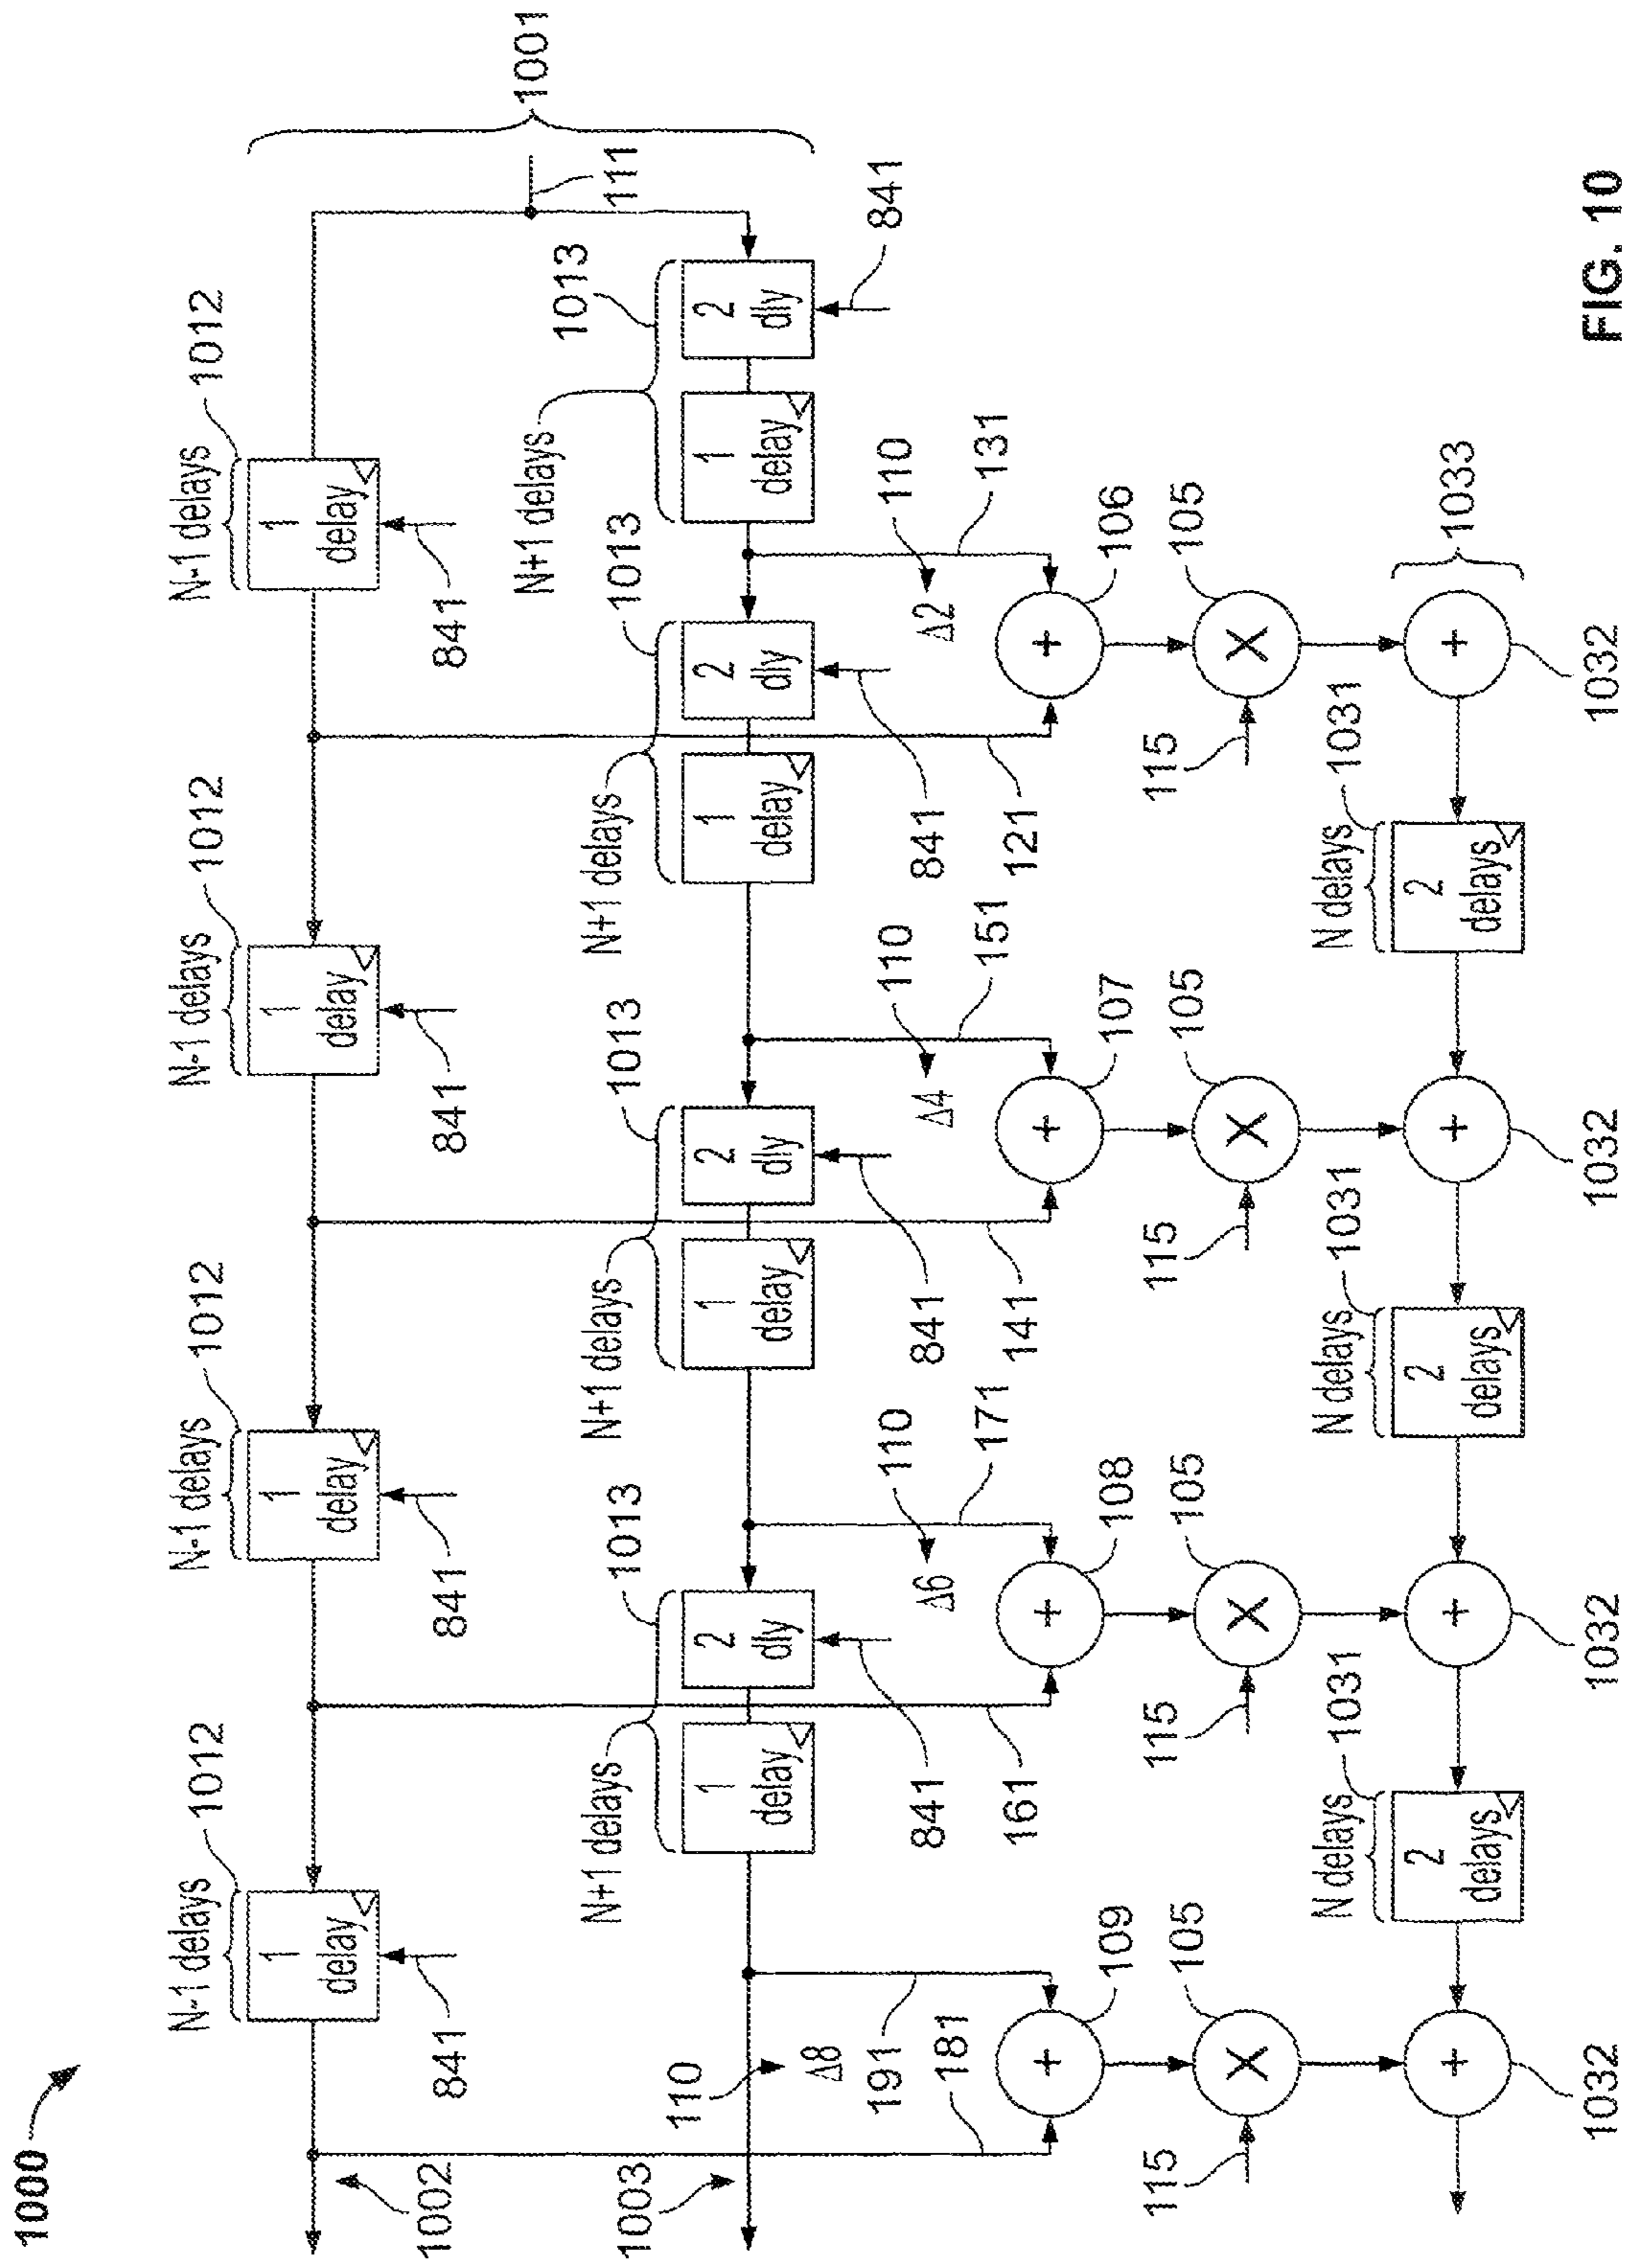 1000
N-1 delays 1012 N-1 delays 1012 N-1 delays 1012 N-1 delays 1012
1 1 1 1
delay delay delay delay
841 841 841 841
1002 1001
N+1 delays 1013
111
N+1 delays 1013 N+1 delays 1013 N+1 delays 1013
1003
110
1 2 1 2 1 2 1 2
delay dly delay dly delay dly delay dly
Δ8
191 110 110 110 841
841 Δ6 841 Δ4 841 Δ2
181 171 151 131
161 141 121
+ 109 + 108 + 107 + 106
115 105 115 105 115 105 115 105
X X X X
N delays 1031 N delays 1031 N delays 1031
2 2 2 1033
delays delays delays
+ + + +
1032 1032 1032 1032
FIG. 10